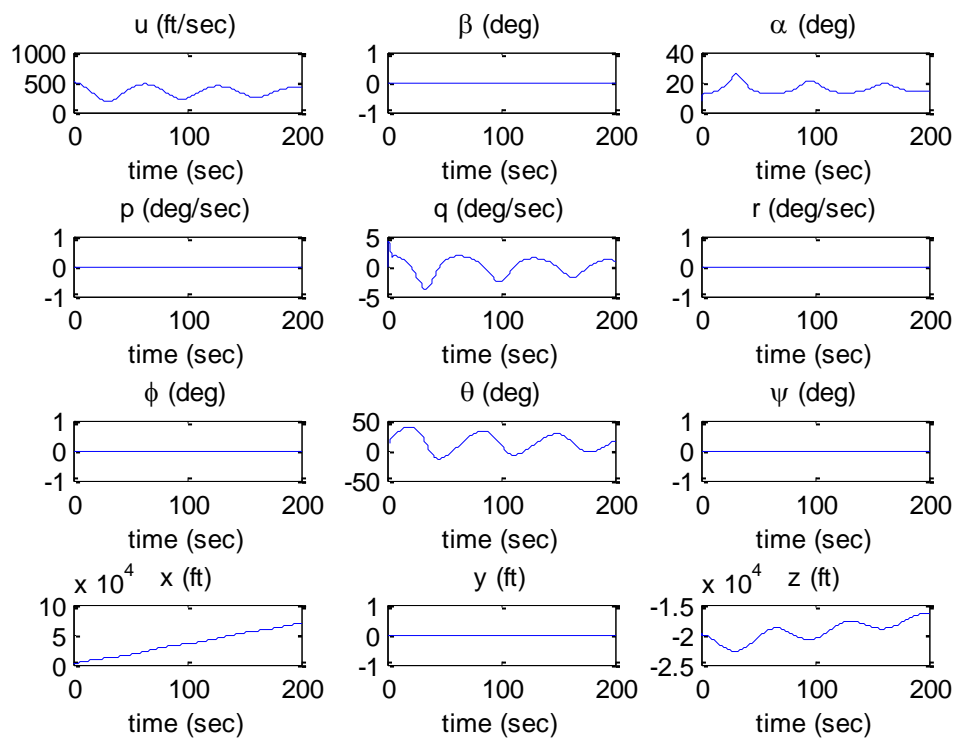 u (ft/sec)
1000
500
0
0 100 200
time (sec)
β (deg)
1
0
-1
0 100 200
time (sec)
α (deg)
40
20
0
0 100 200
time (sec)
p (deg/sec)
1
0
-1
0 100 200
time (sec)
q (deg/sec)
5
0
-5
0 100 200
time (sec)
r (deg/sec)
1
0
-1
0 100 200
time (sec)
ϕ (deg)
1
0
-1
0 100 200
time (sec)
θ (deg)
50
0
-50
0 100 200
time (sec)
ψ (deg)
1
0
-1
0 100 200
time (sec)
x 10^4 x (ft)
10
5
0
0 100 200
time (sec)
y (ft)
1
0
-1
0 100 200
time (sec)
x 10^4 z (ft)
-1.5
-2
-2.5
0 100 200
time (sec)